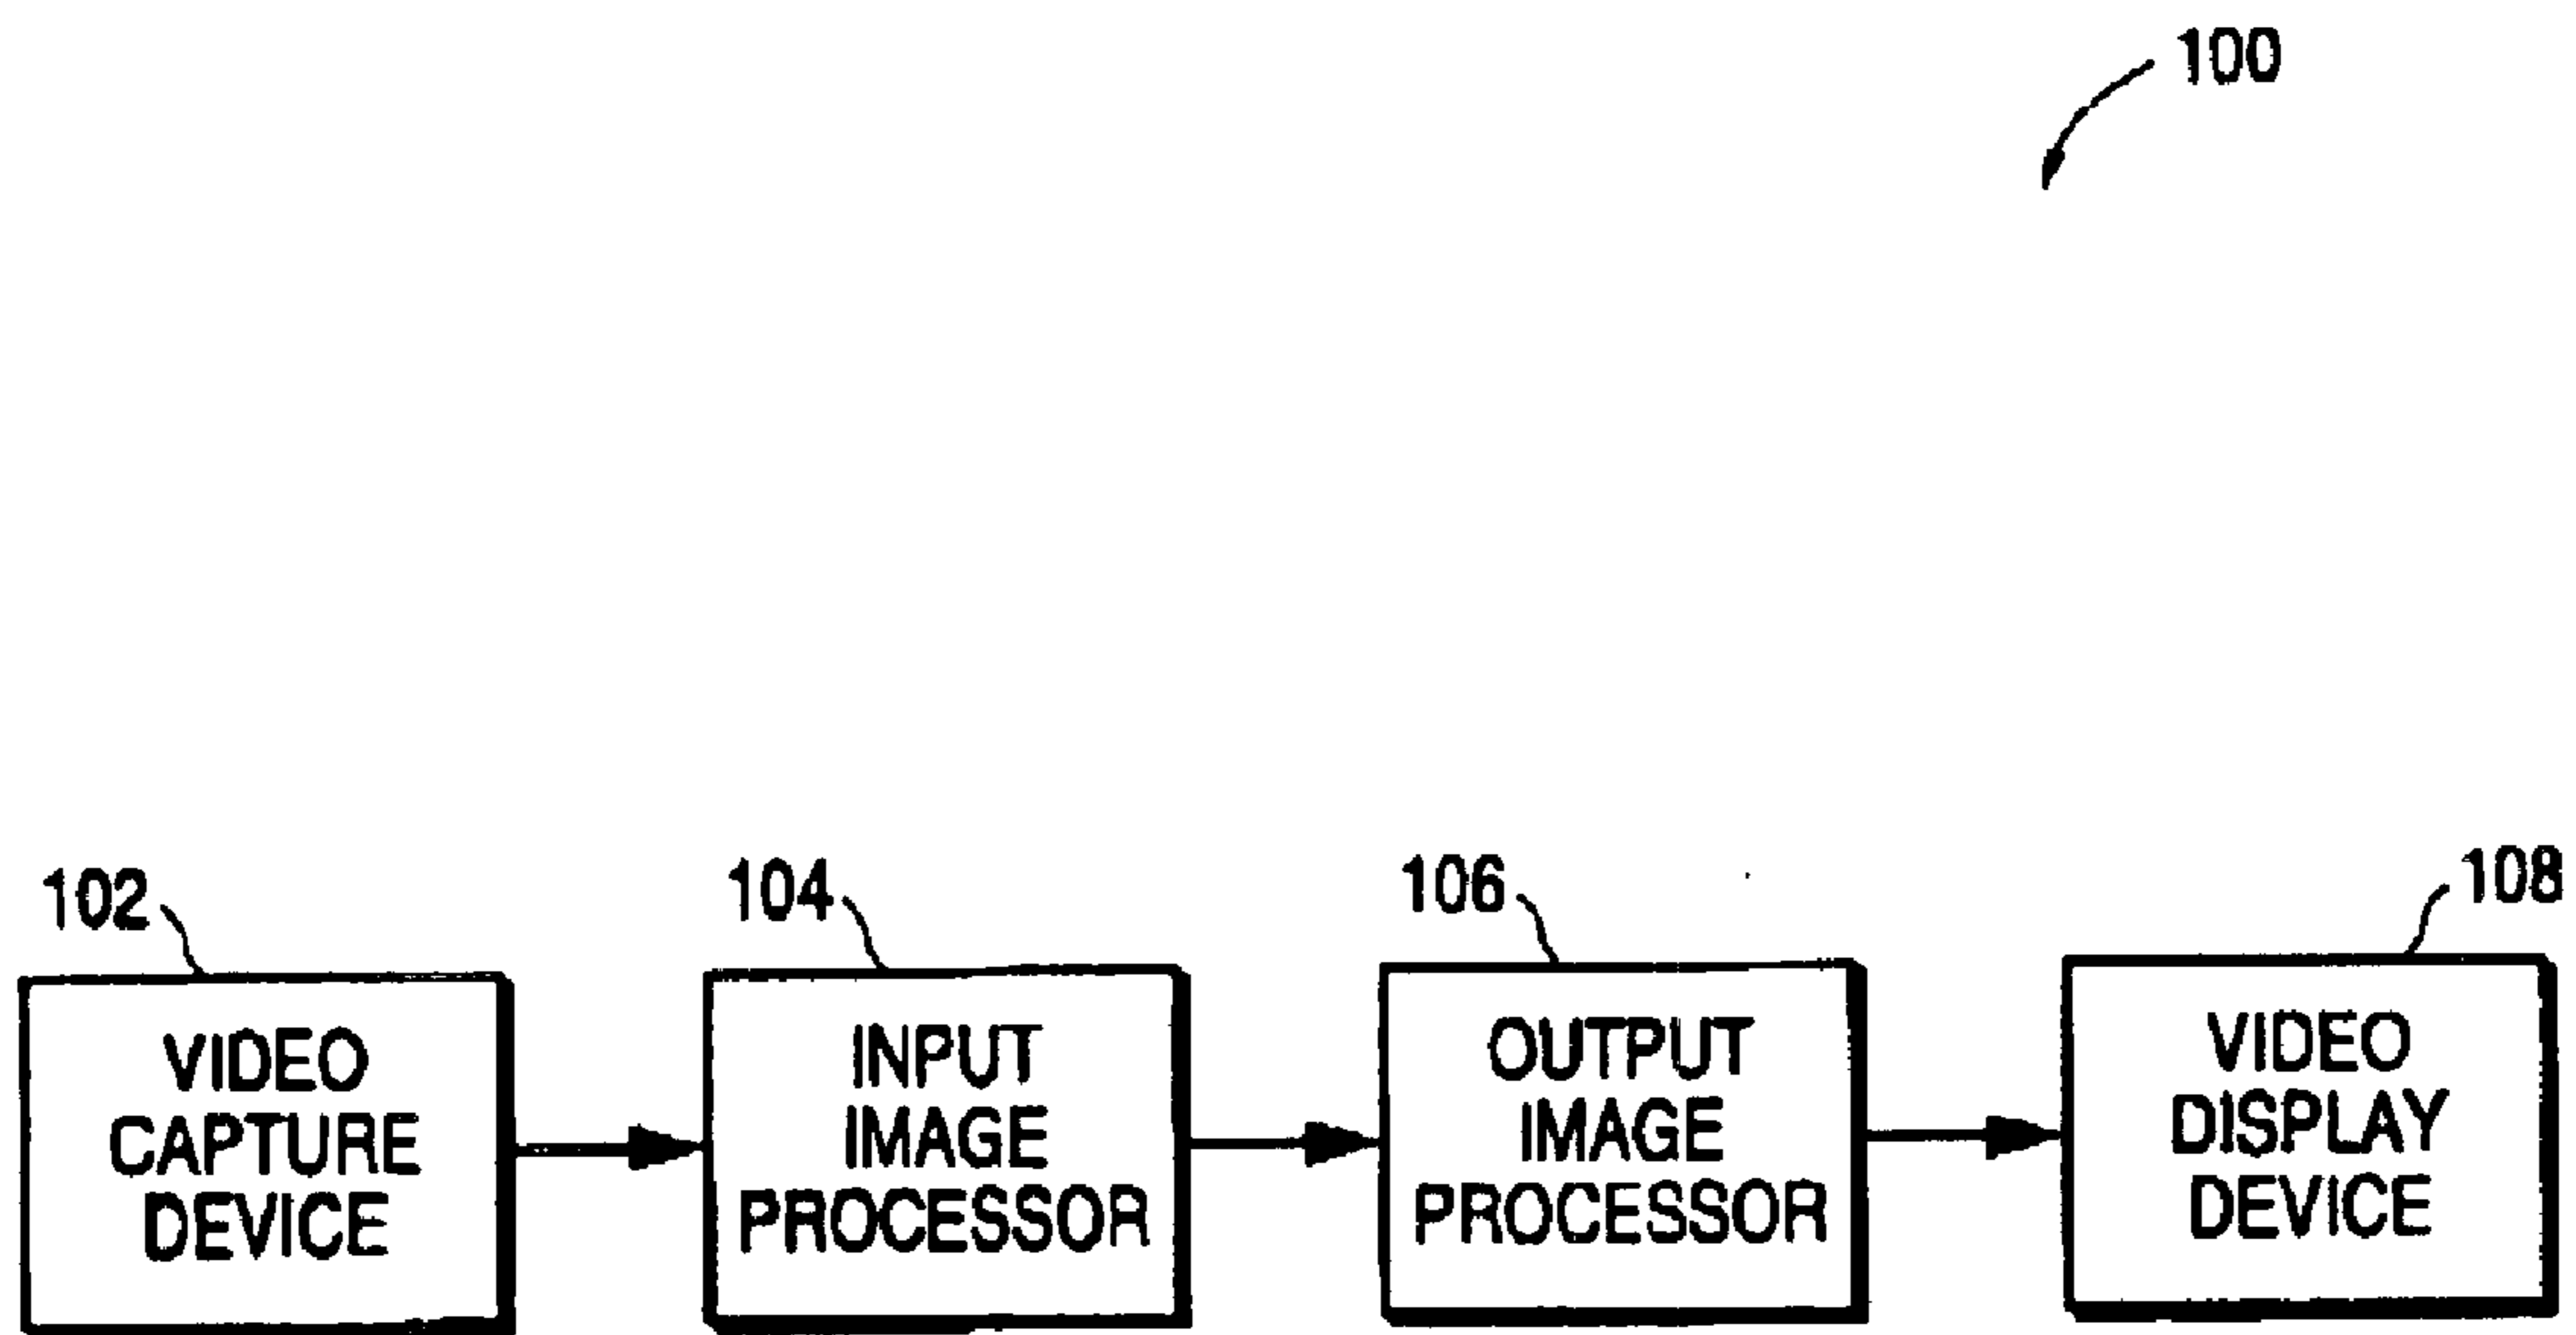 100
102
104
106
108
VIDEO
CAPTURE
DEVICE
INPUT
IMAGE
PROCESSOR
OUTPUT
IMAGE
PROCESSOR
VIDEO
DISPLAY
DEVICE